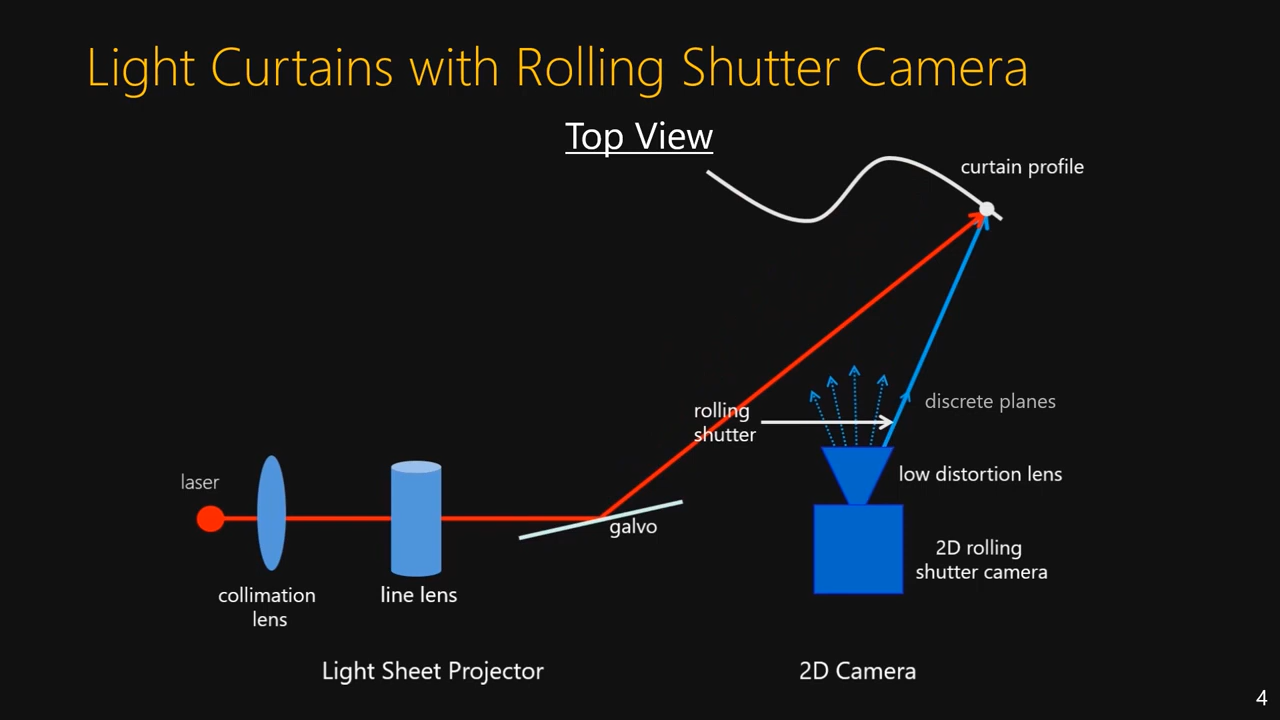 Light Curtains with Rolling Shutter Camera
Top View
curtain profile
rolling
shutter
discrete planes
low distortion lens
laser
galvo
2D rolling
shutter camera
collimation
lens
line lens
Light Sheet Projector
2D Camera
4